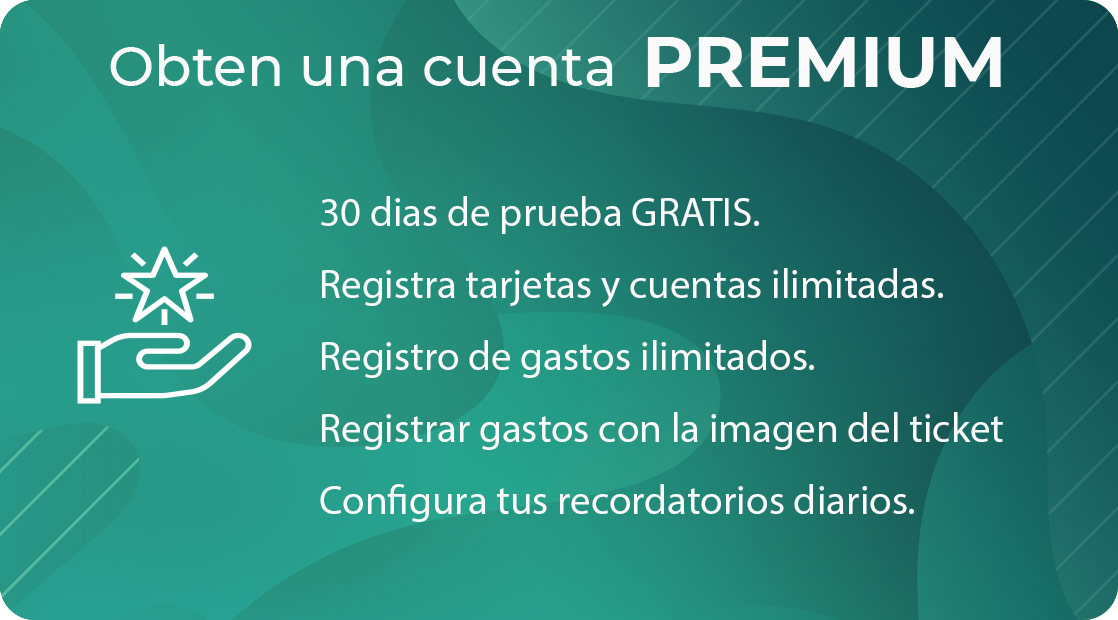 Obten una cuenta PREMIUM
30 dias de prueba GRATIS.
Registra tarjetas y cuentas ilimitadas.
Registro de gastos ilimitados.
Registrar gastos con la imagen del ticket
Configura tus recordatorios diarios.